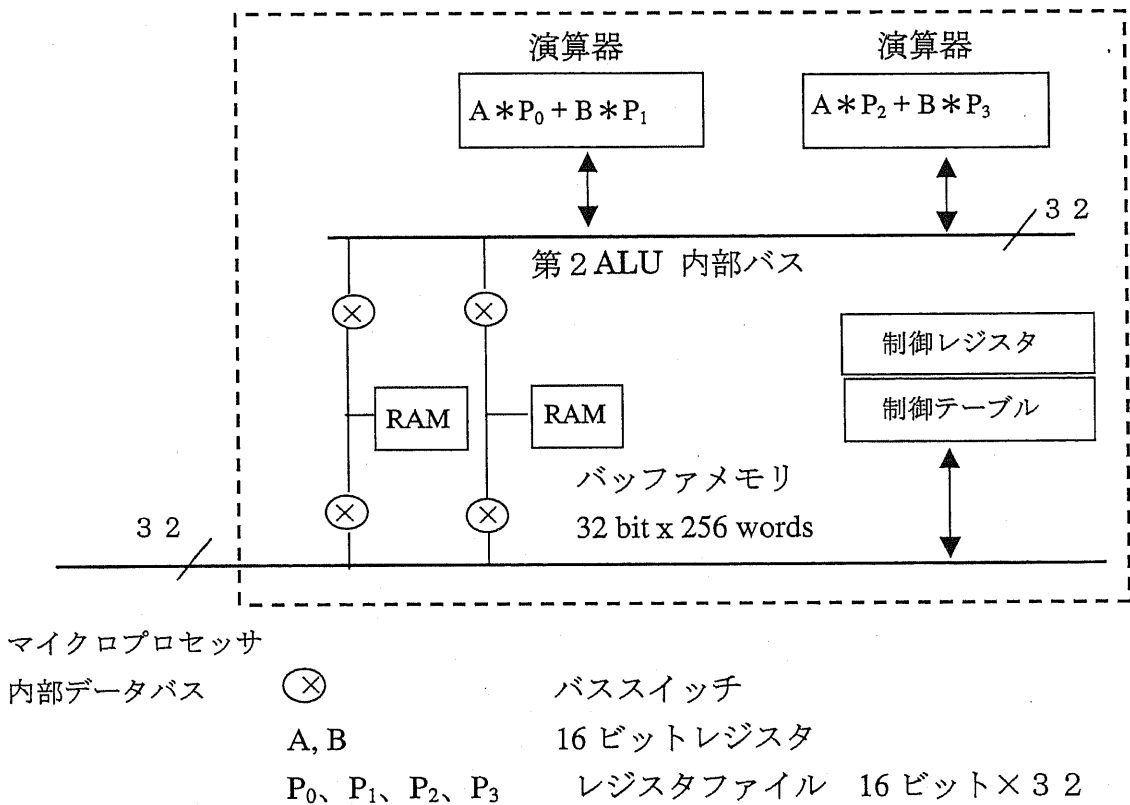 演算器 演算器
A＊P₀ + B＊P₁ A＊P₂ + B＊P₃
３２
第２ALU 内部バス
制御レジスタ
RAM RAM 制御テーブル
バッファメモリ
３２ 32 bit x 256 words
マイクロプロセッサ
内部データバス バススイッチ
A, B 16 ビットレジスタ
P₀、P₁、P₂、P₃ レジスタファイル 16 ビット×３２